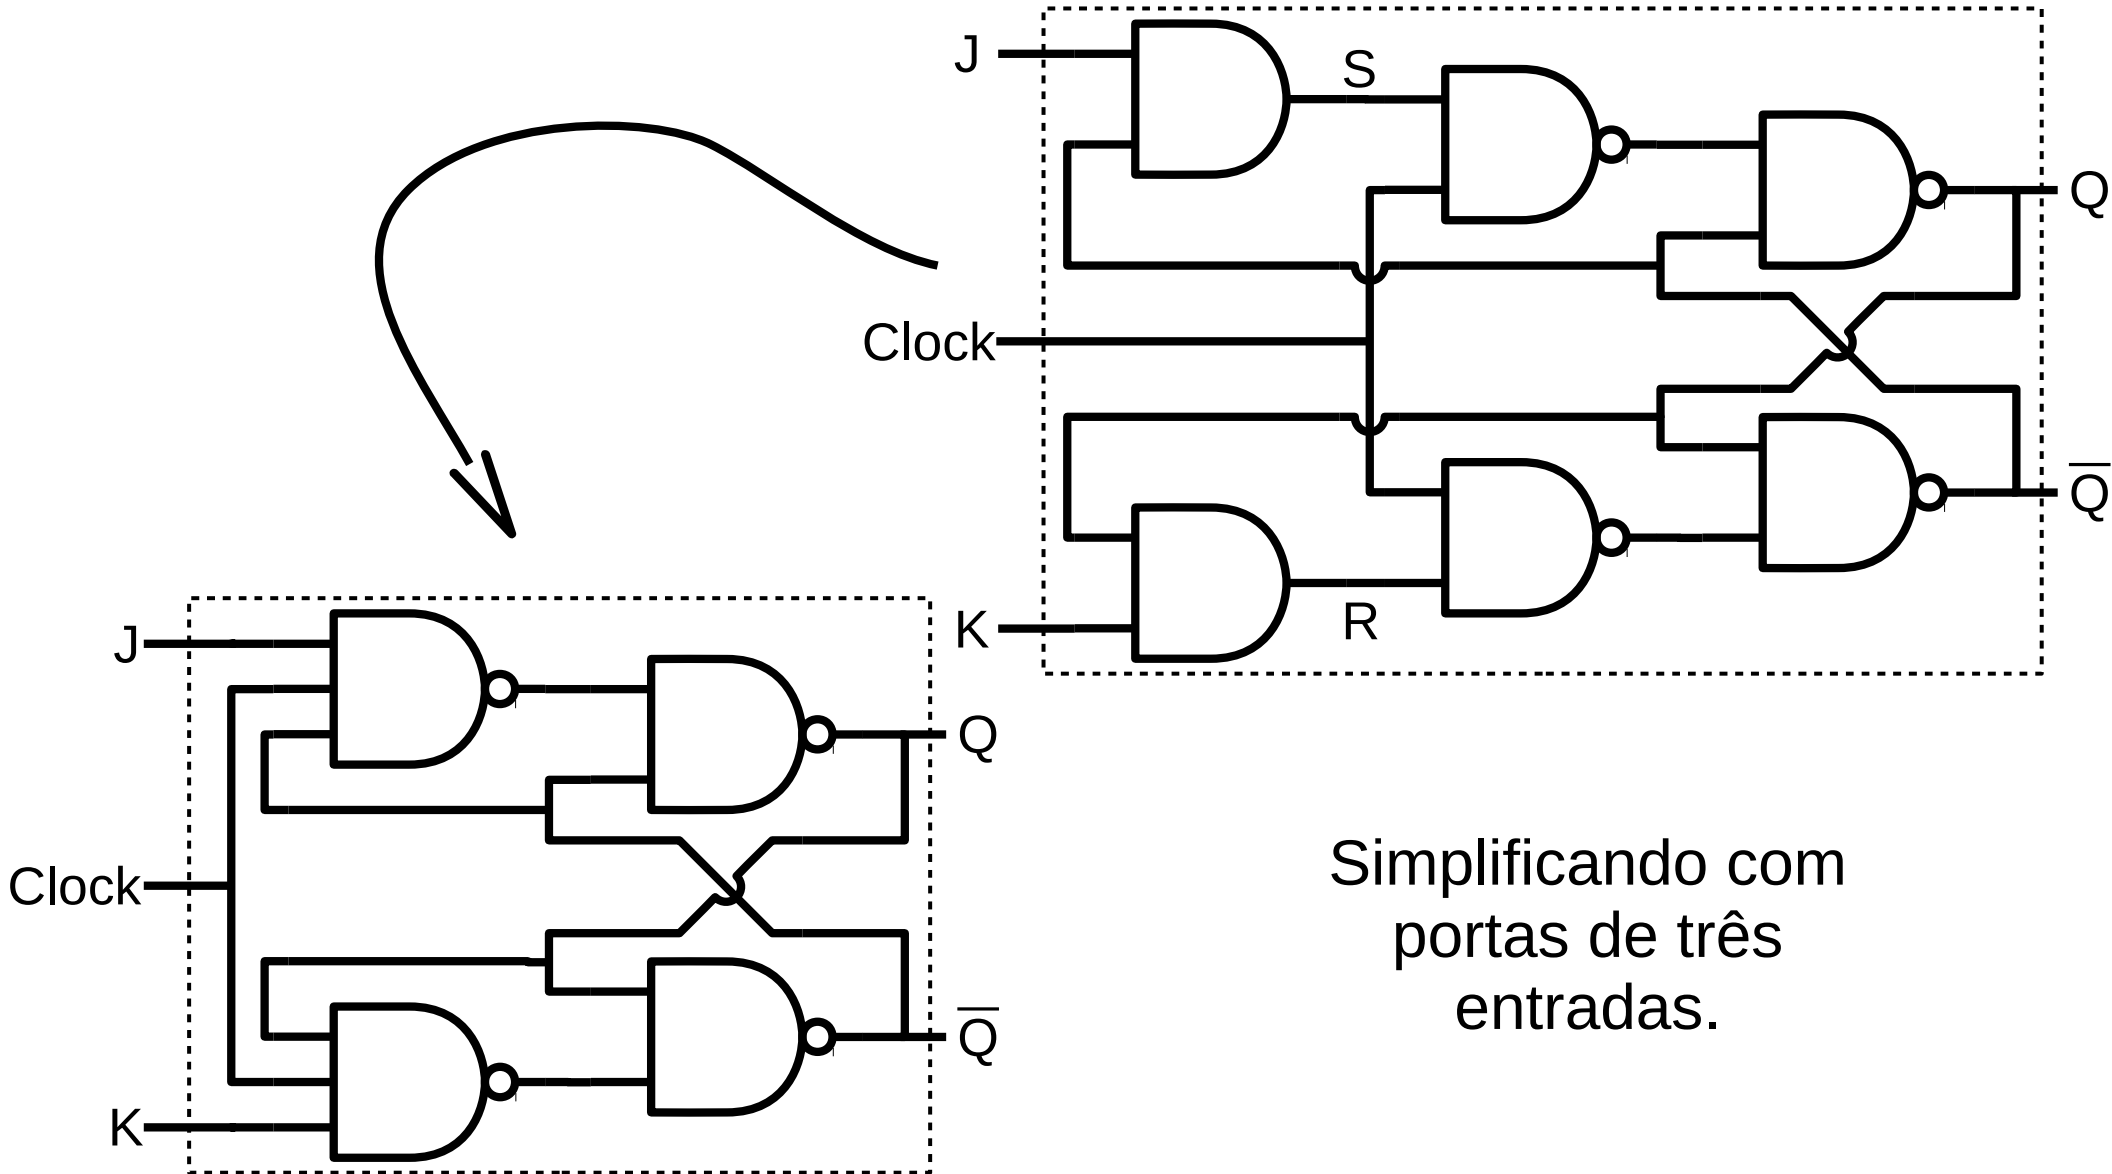 J
S
Q
Clock
Q
K
R
J
Q
Clock
Q
K
Simplificando com
portas de três
entradas.